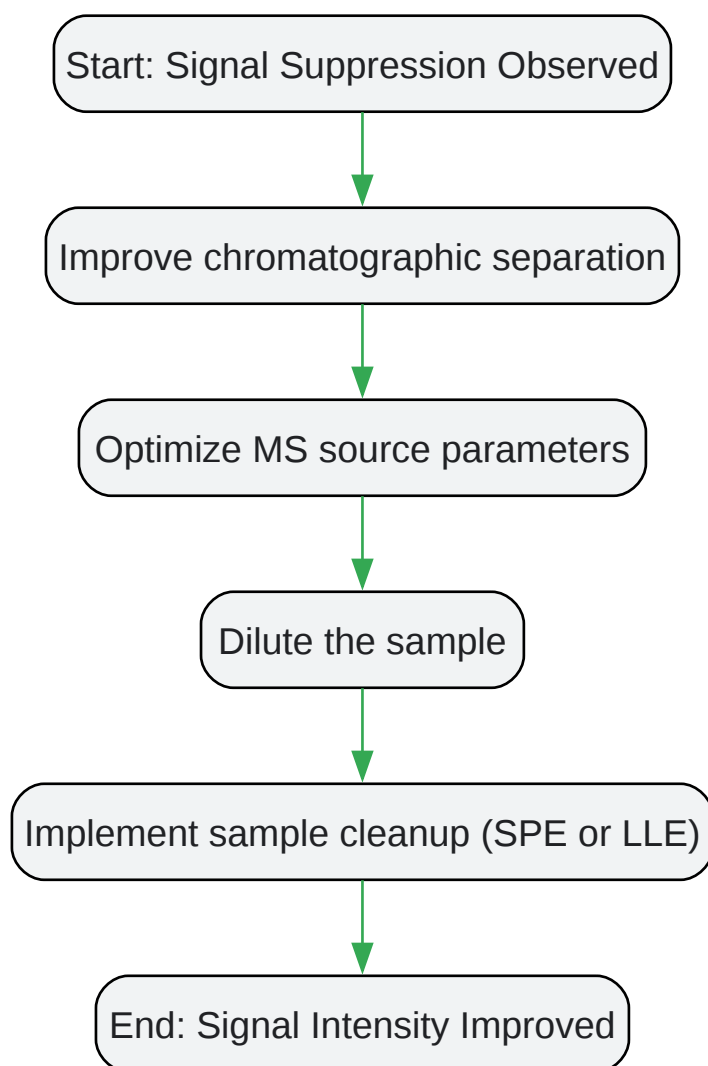 Start: Signal Suppression Observed
Improve chromatographic separation
Optimize MS source parameters
Dilute the sample
Implement sample cleanup (SPE or LLE)
End: Signal Intensity Improved